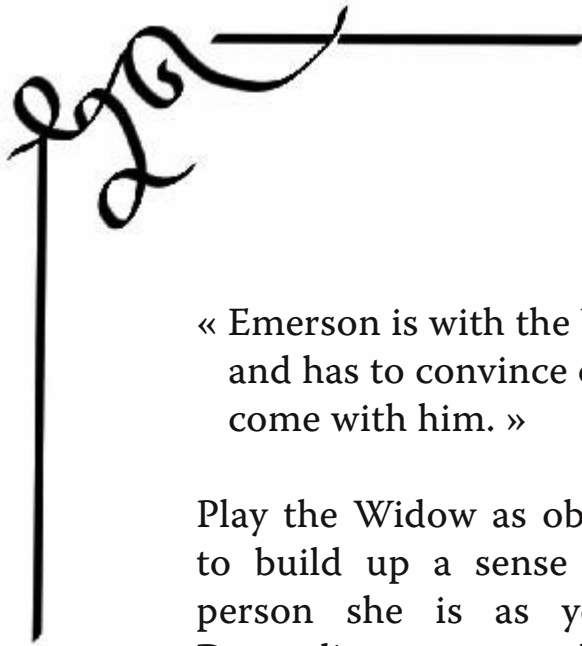 « Emerson is with the
and has to convince
come with him. »
Play the Widow as
to build up a sense
person she is as